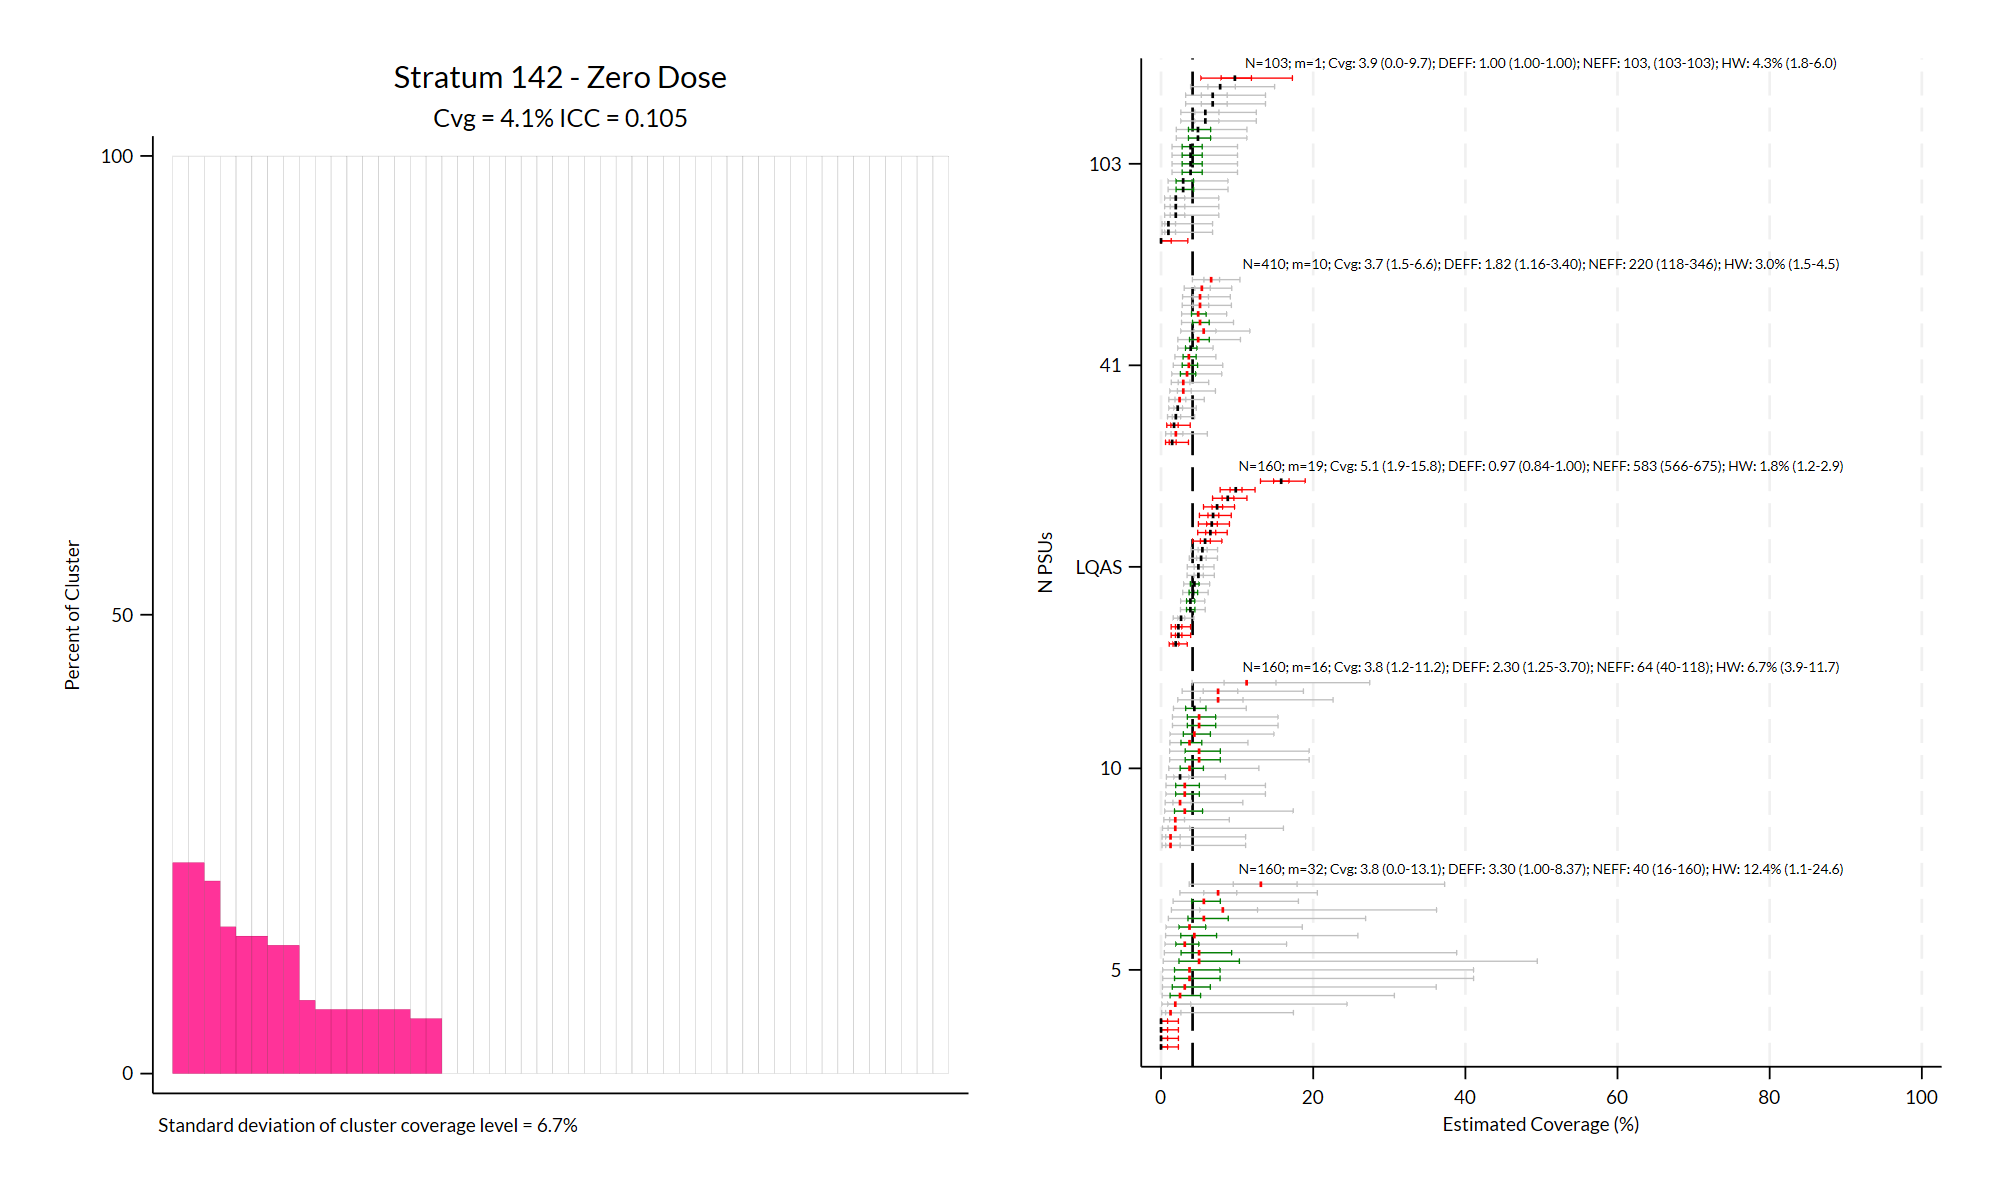 Stratum 142 - Zero Dose
Cvg = 4.1% ICC = 0.105
100
50
0
Percent of Cluster
Standard deviation of cluster coverage level = 6.7%
N=103; m=1; Cvg: 3.9 (0.0-9.7); DEFF: 1.00 (1.00-1.00); NEFF: 103, (103-103); HW: 4.3% (1.8-6.0)
103
N=410; m=10; Cvg: 3.7 (1.5-6.6); DEFF: 1.82 (1.16-3.40); NEFF: 220 (118-346); HW: 3.0% (1.5-4.5)
41
N=160; m=19; Cvg: 5.1 (1.9-15.8); DEFF: 0.97 (0.84-1.00); NEFF: 583 (566-675); HW: 1.8% (1.2-2.9)
N PSUs
LQAS
N=160; m=16; Cvg: 3.8 (1.2-11.2); DEFF: 2.30 (1.25-3.70); NEFF: 64 (40-118); HW: 6.7% (3.9-11.7)
10
N=160; m=32; Cvg: 3.8 (0.0-13.1); DEFF: 3.30 (1.00-8.37); NEFF: 40 (16-160); HW: 12.4% (1.1-24.6)
5
0 20 40 60 80 100
Estimated Coverage (%)